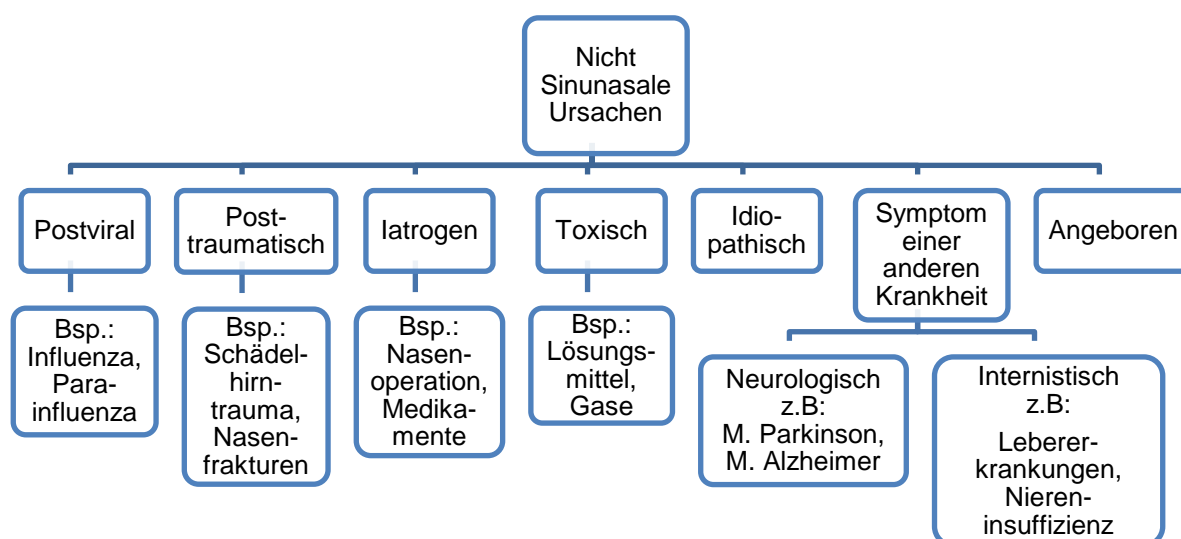 Nicht
Sinunasale
Ursachen
Postviral
Post-
traumatisch
Iatrogen
Toxisch
Idio-
pathisch
Symptom
einer
anderen
Krankheit
Angeboren
Bsp.:
Influenza,
Para-
influenza
Bsp.:
Schädel-
hirn-
trauma,
Nasen-
frakturen
Bsp.:
Nasen-
operation,
Medika-
mente
Bsp.:
Lösungs-
mittel,
Gase
Neurologisch
z.B:
M. Parkinson,
M. Alzheimer
Internistisch
z.B:
Leberer-
krankungen,
Nieren-
insuffizienz